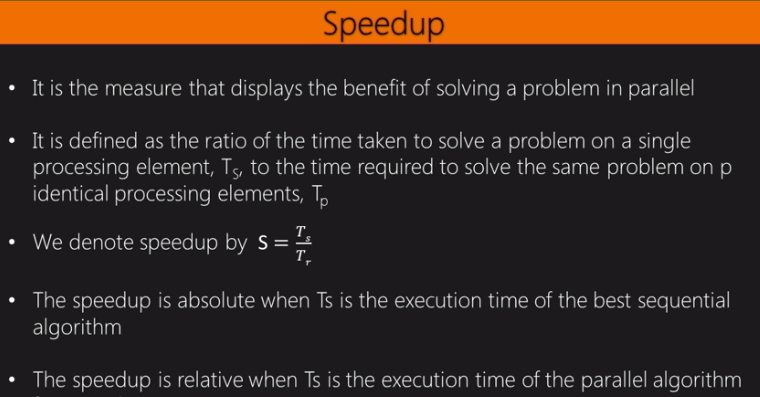 Speedup
• It is the measure that displays the benefit of solving a problem in parallel
• It is defined as the ratio of the time taken to solve a problem on a single
processing element, Tₛ, to the time required to solve the same problem on p
identical processing elements, Tₚ
• We denote speedup by S = Tₛ/Tᵣ
• The speedup is absolute when Ts is the execution time of the best sequential
algorithm
• The speedup is relative when Ts is the execution time of the parallel algorithm